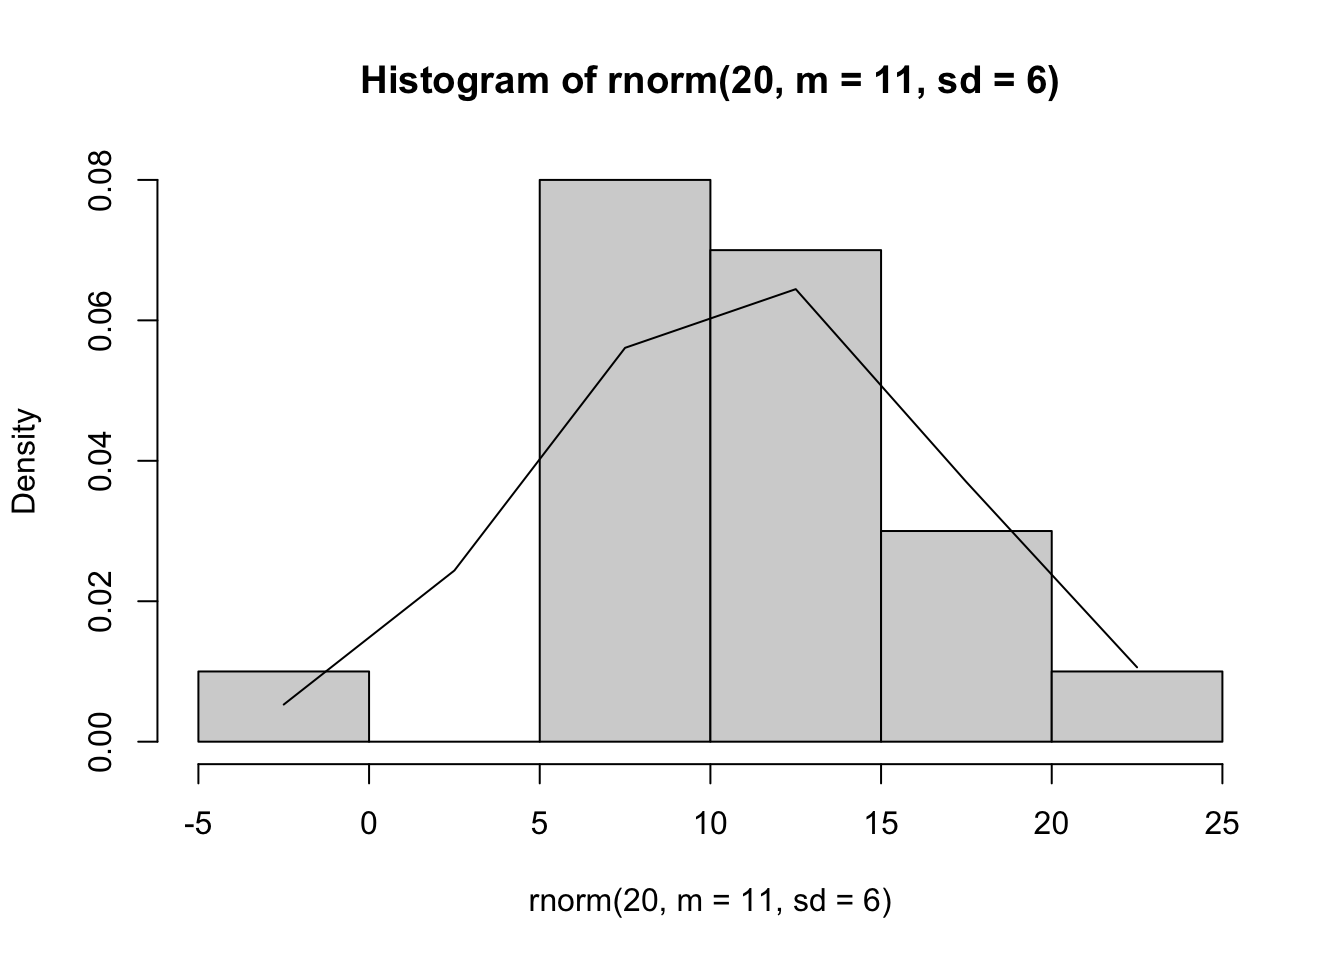 Histogram of rnorm(20, m = 11, sd = 6)
Density
0.08
0.06
0.04
0.02
0.00
-5 0 5 10 15 20 25
rnorm(20, m = 11, sd = 6)